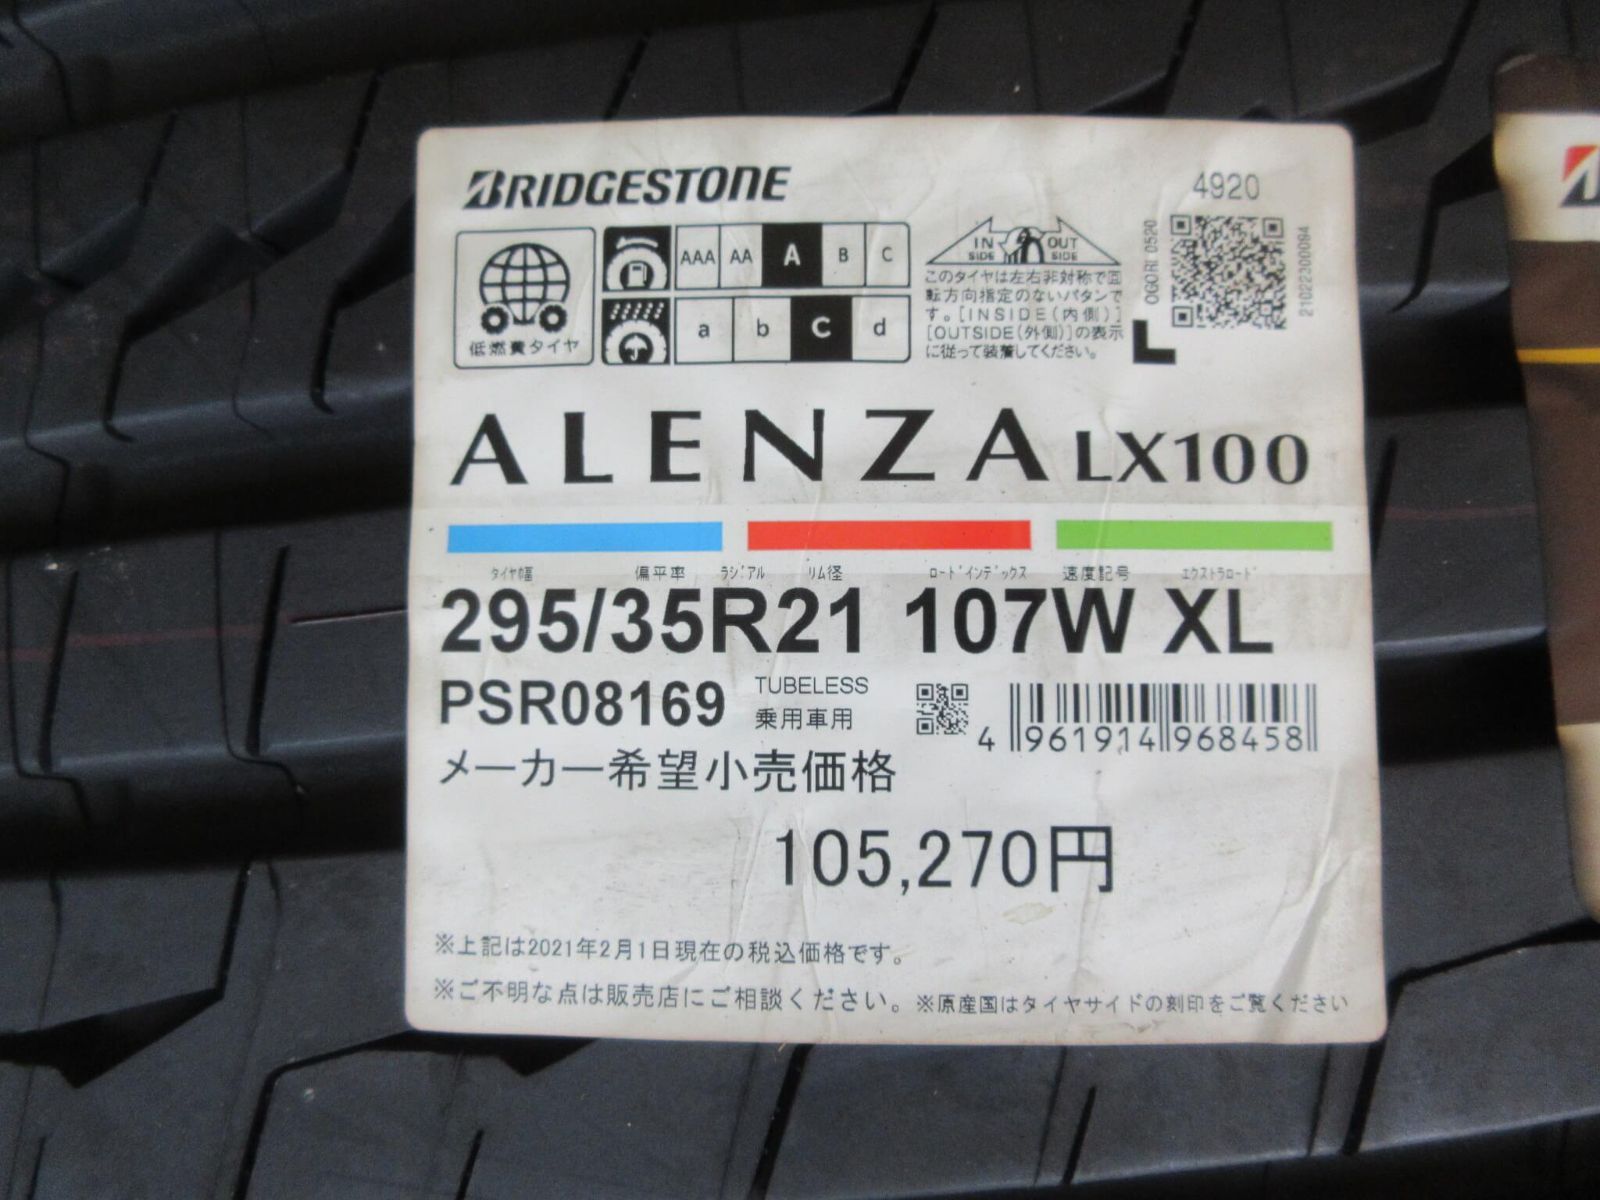 BRIDGESTONE
4920
低燃費タイヤ
AAA AA A B C
a b c d
IN SIDE OUT SIDE
このタイヤは左右非対称で回
転方向指定のないパタンで
す。[INSIDE(内側)]
[OUTSIDE(外側)]の表示
に従って装着してください。
OGORI 0520
L
210223000094
ALENZA LX100
タイヤ幅 偏平率 ラジアル リム径 ロードインデックス 速度記号 エクストラロード
295/35R21 107W XL
PSR08169
TUBELESS
乗用車用
4 961914 968458
メーカー希望小売価格
105,270円
※上記は2021年2月1日現在の税込価格です。
※ご不明な点は販売店にご相談ください。※原産国はタイヤサイドの刻印をご覧ください